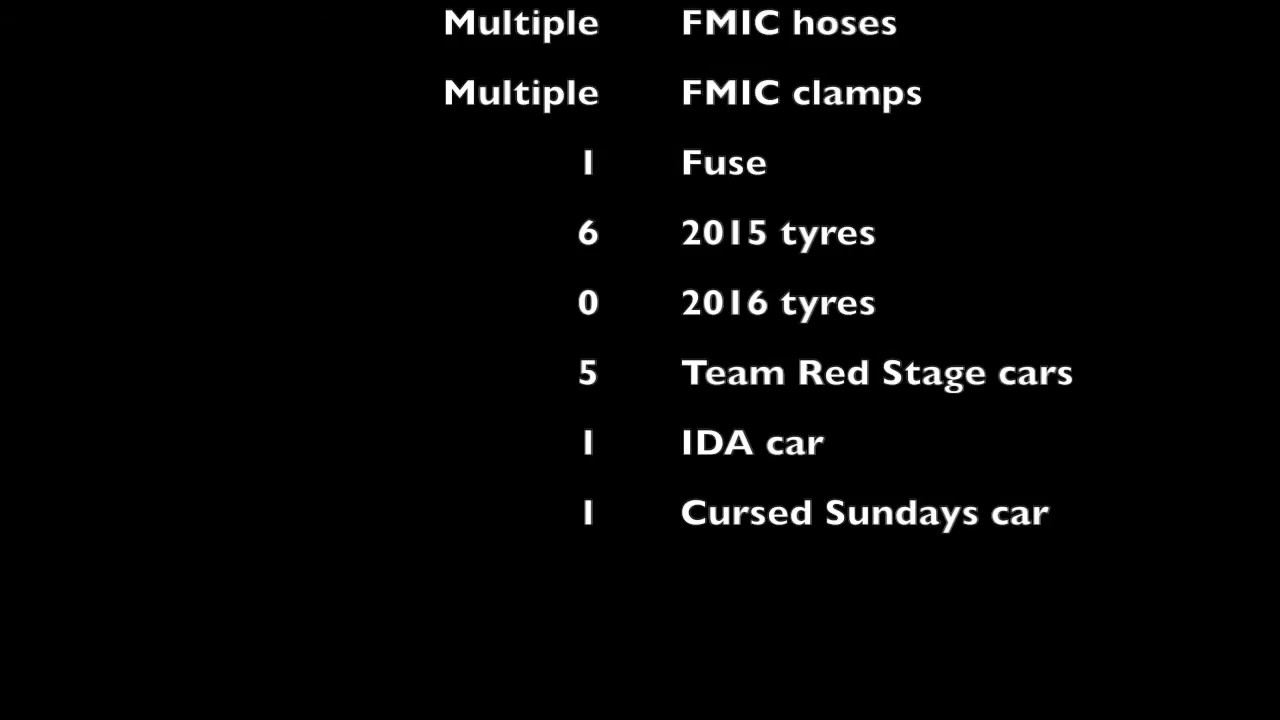 Multiple FMIC hoses
Multiple FMIC clamps
1 Fuse
6 2015 tyres
0 2016 tyres
5 Team Red Stage cars
1 IDA car
1 Cursed Sundays car